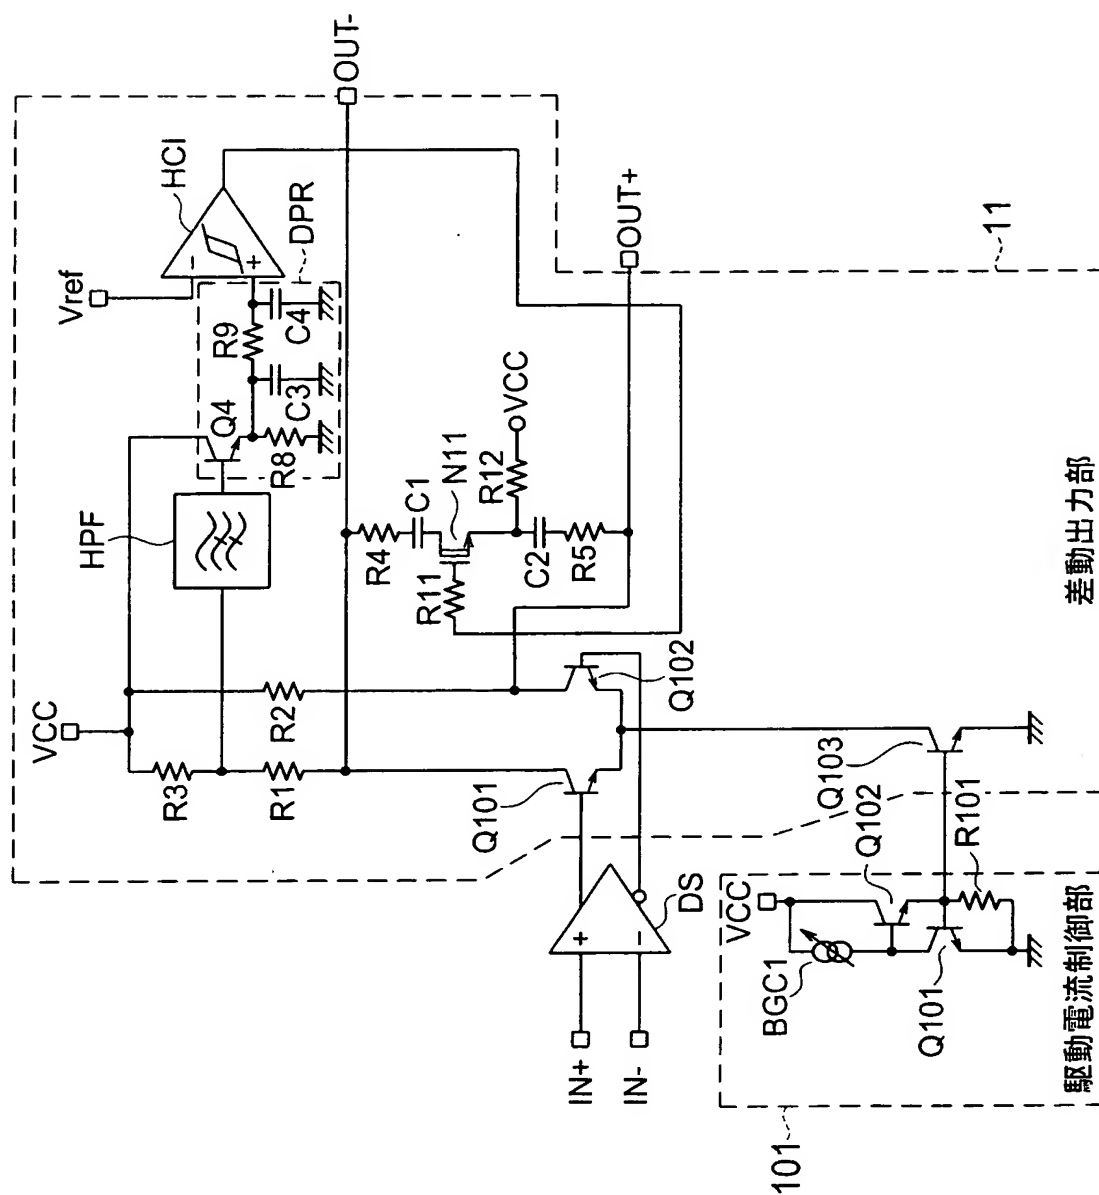 VCC
R3
R1
R2
HPF
Q4
R8
C3
R9
C4
DPR
Vref
HCI
OUT-
R4
C1
N11
R11
R12
VCC
C2
R5
OUT+
Q101
Q102
IN+
IN-
DS
Q103
11
差動出力部
101
VCC
BGC1
Q101
Q102
R101
駆動電流制御部